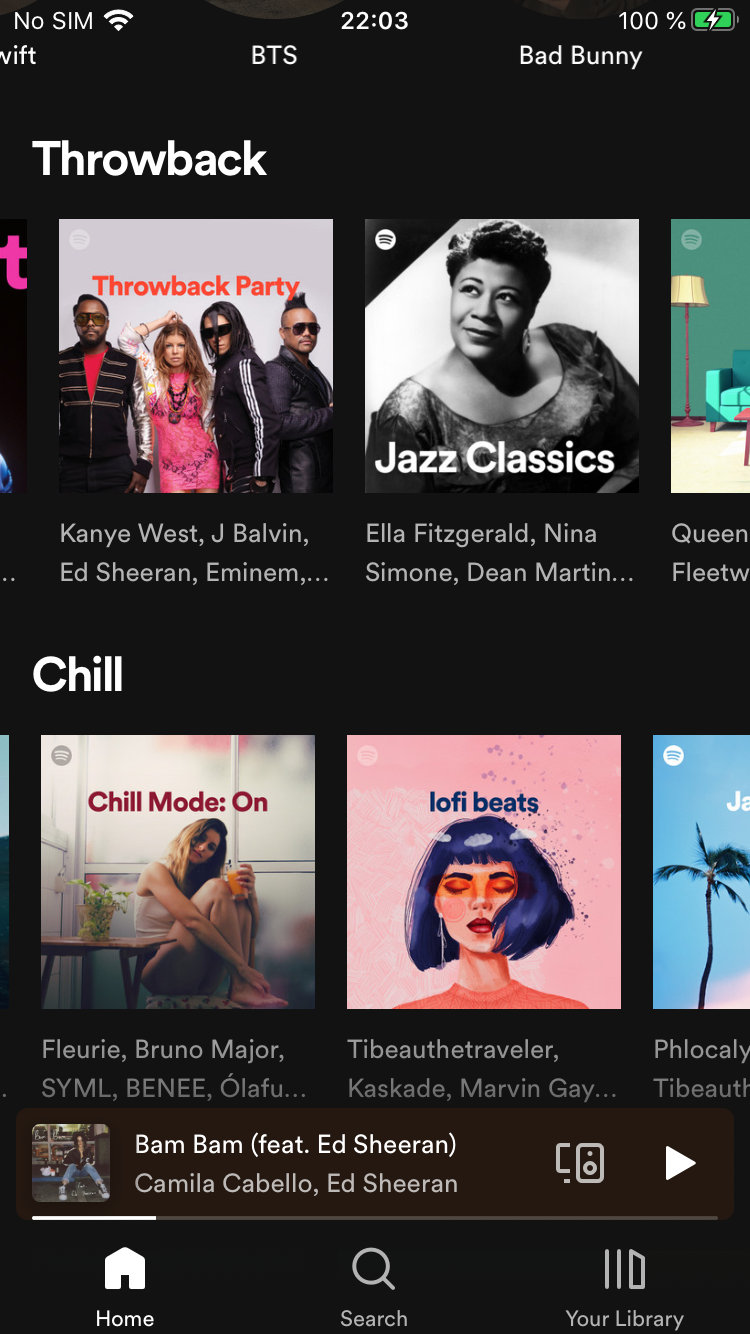 No SIM 22:03 100 %
wift BTS Bad Bunny
Throwback
t
Throwback Party
Jazz Classics
Kanye West, J Balvin,
Ed Sheeran, Eminem,...
Ella Fitzgerald, Nina
Simone, Dean Martin...
Queen
Fleetw
Chill
Chill Mode: On
lofi beats
Ja
Fleurie, Bruno Major,
SYML, BENEE, Ólafu...
Tibeauthetraveler,
Kaskade, Marvin Gay...
Phlocaly
Tibeauth
Bam Bam (feat. Ed Sheeran)
Camila Cabello, Ed Sheeran
Home Search Your Library